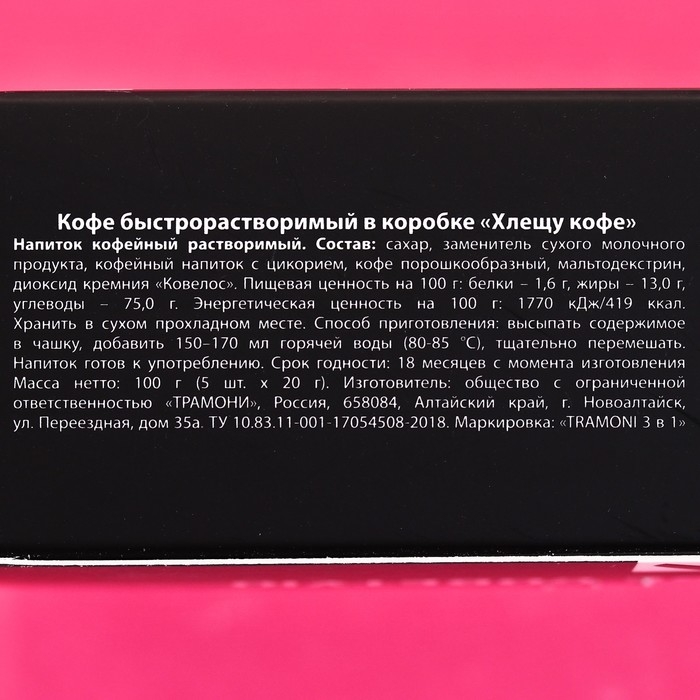 Кофе быстрорастворимый в коробке «Хлещу кофе»
Напиток кофейный растворимый. Состав: сахар, заменитель сухого молочного
продукта, кофейный напиток с цикорием, кофе порошкообразный, мальтодекстрин,
диоксид кремния «Ковелос». Пищевая ценность на 100 г: белки – 1,6 г, жиры – 13,0 г,
углеводы – 75,0 г. Энергетическая ценность на 100 г: 1770 кДж/419 ккал.
Хранить в сухом прохладном месте. Способ приготовления: высыпать содержимое
в чашку, добавить 150–170 мл горячей воды (80-85 °С), тщательно перемешать.
Напиток готов к употреблению. Срок годности: 18 месяцев с момента изготовления
Масса нетто: 100 г (5 шт. х 20 г). Изготовитель: общество с ограниченной
ответственностью «ТРАМОНИ», Россия, 658084, Алтайский край, г. Новоалтайск,
ул. Переездная, дом 35а. ТУ 10.83.11-001-17054508-2018. Маркировка: «TRAMONI 3 в 1»